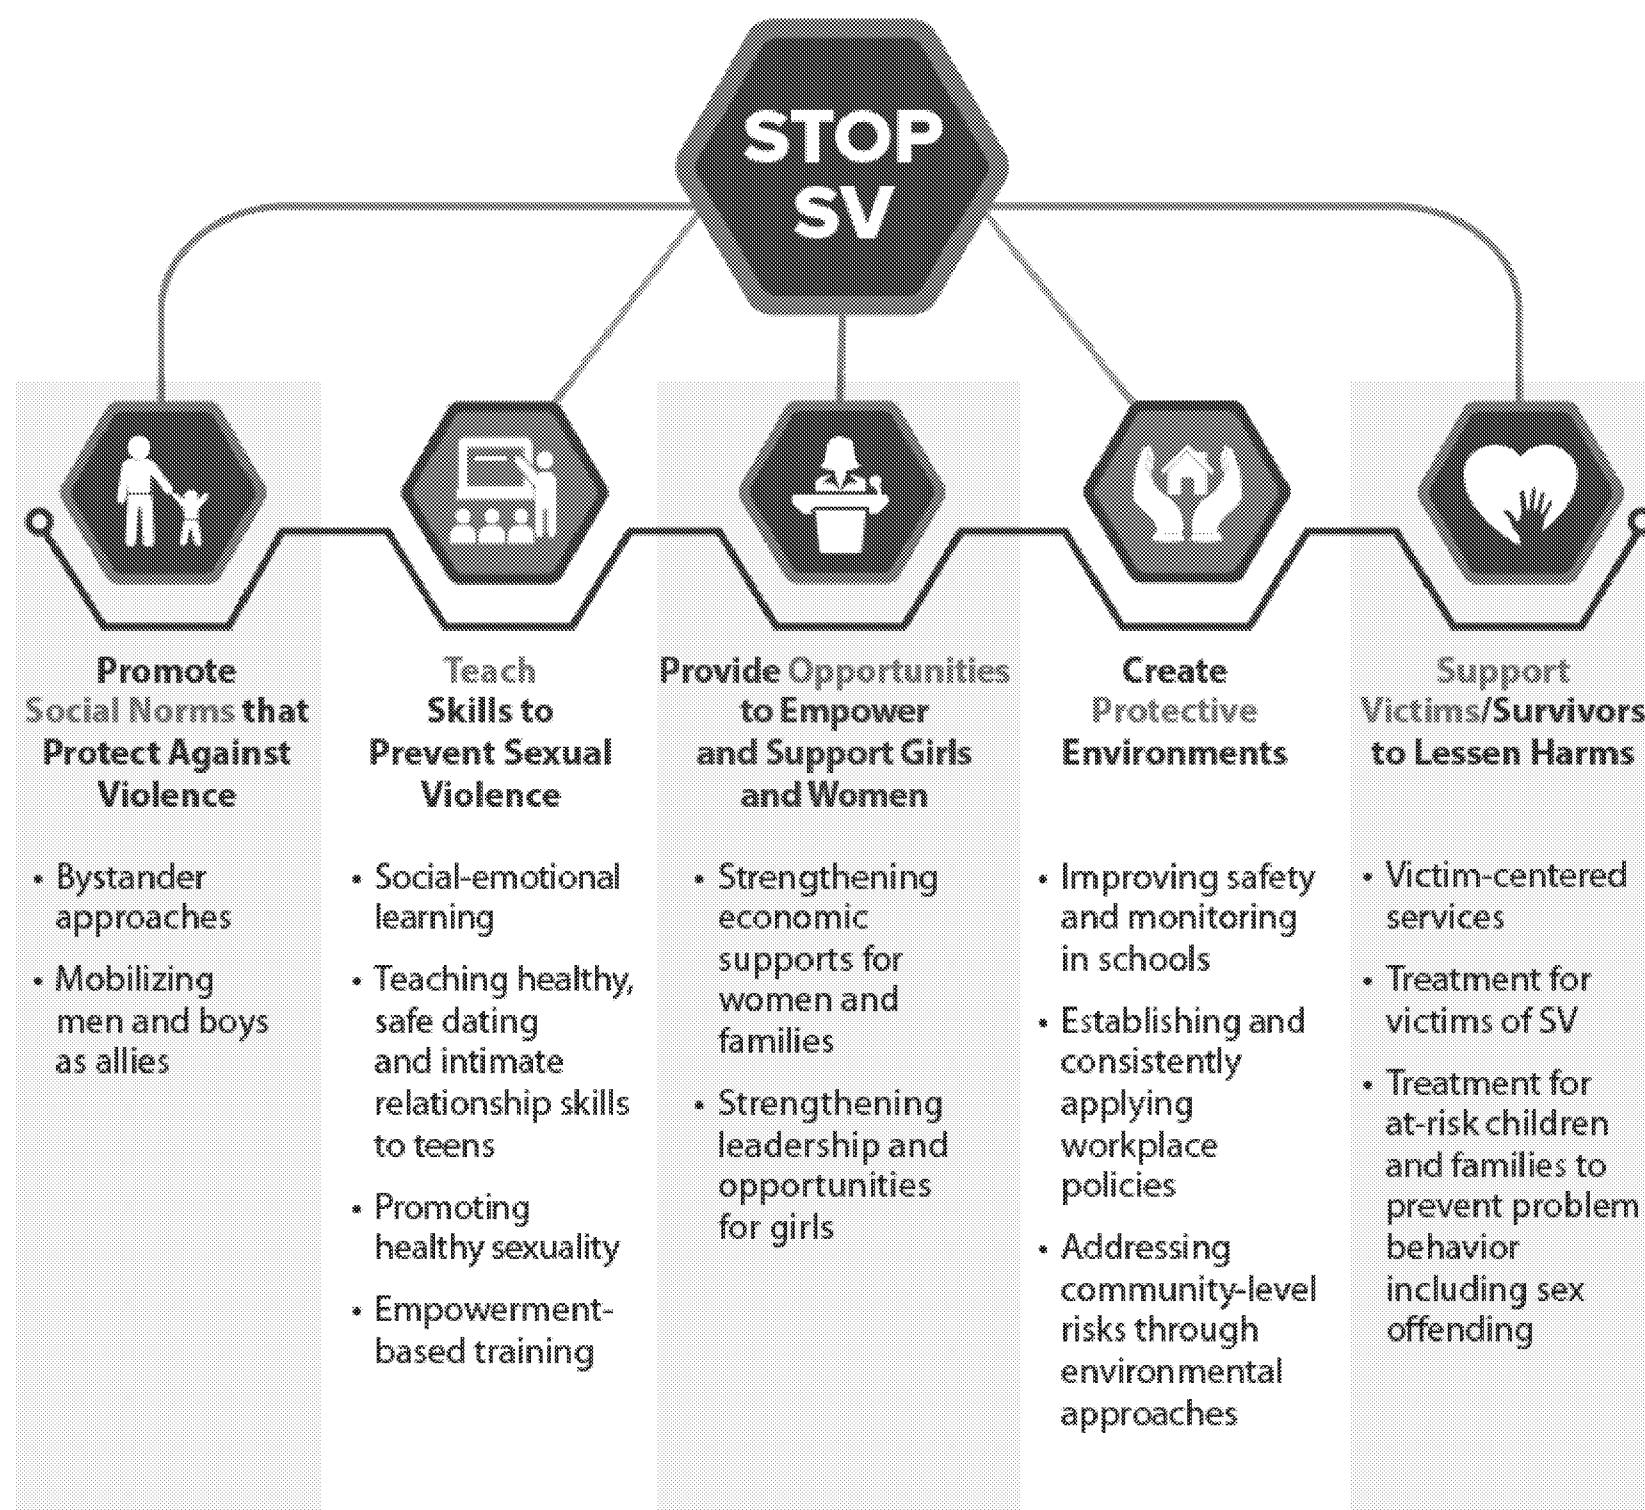 STOP
SV
Promote
Social Norms that
Protect Against
Violence
• Bystander
approaches
• Mobilizing
men and boys
as allies
Teach
Skills to
Prevent Sexual
Violence
• Social-emotional
learning
• Teaching healthy,
safe dating
and intimate
relationship skills
to teens
• Promoting
healthy sexuality
• Empowerment-
based training
Provide Opportunities
to Empower
and Support Girls
and Women
• Strengthening
economic
supports for
women and
families
• Strengthening
leadership and
opportunities
for girls
Create
Protective
Environments
• Improving safety
and monitoring
in schools
• Establishing and
consistently
applying
workplace
policies
• Addressing
community-level
risks through
environmental
approaches
Support
Victims/Survivors
to Lessen Harms
• Victim-centered
services
• Treatment for
victims of SV
• Treatment for
at-risk children
and families to
prevent problem
behavior
including sex
offending